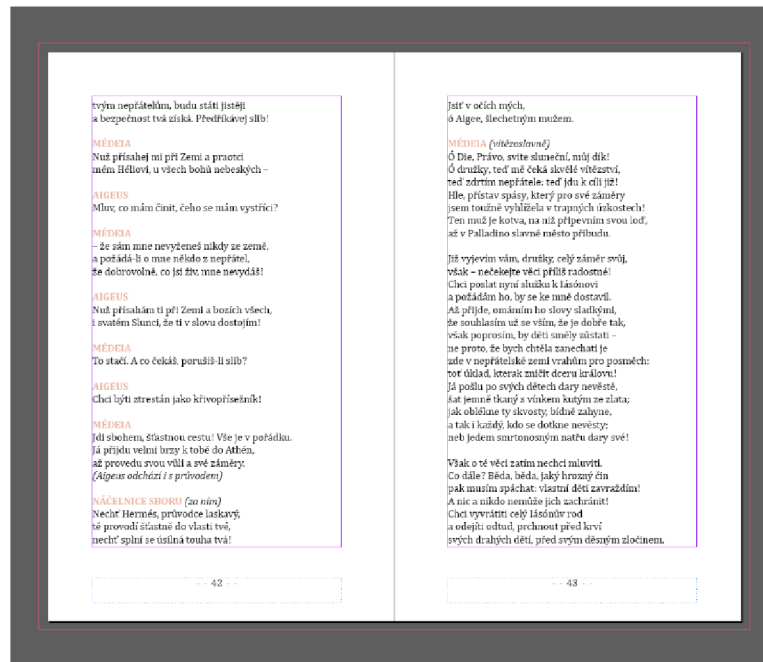 tvým nepřátelům, budu státi jistěji
a bezpečnost tvá získá. Předříkávej slib!
MÉDEIA
Nuž přísahej mi při Zemi a praotci
mém Héliovi, u všech bohů nebeských –
AIGEUS
Mluv, co mám činit, čeho se mám vystříci?
MÉDEIA
– že sám mne nevyženeš nikdy ze země,
a požádá-li o mne někdo z nepřátel,
že dobrovolně, co jsi živ, mne nevydáš!
AIGEUS
Nuž přísahám ti při Zemi a bozích všech,
i svatém Slunci, že ti v slovu dostojím!
MÉDEIA
To stačí. A co čekáš, porušíš-li slib?
AIGEUS
Chci býti ztrestán jako křivopřísežník!
MÉDEIA
Jdi sbohem, šťastnou cestu! Vše je v pořádku.
Já přijdu velmi brzy k tobě do Athén,
až provedu svou vůli a své záměry.
(Aigeus odchází i s průvodem)
NÁČELNICE SBORU (za ním)
Nechť Hermés, průvodce laskavý,
tě provodí šťastně do vlasti tvé,
nechť splní se úsilná touha tvá!
- - 42 - -
Jsiť v očích mých,
ó Aigee, šlechetným mužem.
MÉDEIA (vítězoslavně)
Ó Die, Právo, svite sluneční, můj dík!
Ó družky, teď mě čeká skvělé vítězství,
teď zdrtím nepřátele: teď jdu k cíli již!
Hle, přístav spásy, který pro své záměry
jsem toužně vyhlížela v trapných úzkostech!
Ten muž je kotva, na niž připevním svou loď,
až v Palladino slavné město přibudu.
Již vyjevím vám, družky, celý záměr svůj,
však – nečekejte věci příliš radostné!
Chci poslat nyní služku k Iásónovi
a požádám ho, by se ke mně dostavil.
Až přijde, omámím ho slovy sladkými,
že souhlasím už se vším, že je dobře tak,
však poprosím, by děti směly zůstati –
ne proto, že bych chtěla zanechati je
zde v nepřátelské zemi vrahům pro posměch:
toť úklad, kterak zničit dceru královu!
Já pošlu po svých dětech dary nevěstě,
šat jemně tkaný s vínkem kutým ze zlata;
jak oblékne ty skvosty, bídně zahyne,
a tak i každý, kdo se dotkne nevěsty;
neb jedem smrtonosným natřu dary své!
Však o té věci zatím nechci mluviti.
Co dále? Běda, běda, jaký hrozný čin
pak musím spáchat: vlastní děti zavraždím!
A nic a nikdo nemůže jich zachránit!
Chci vyvrátiti celý Iásónův rod
a odejíti odtud, prchnout před krví
svých drahých dětí, před svým děsným zločinem.
- - 43 - -